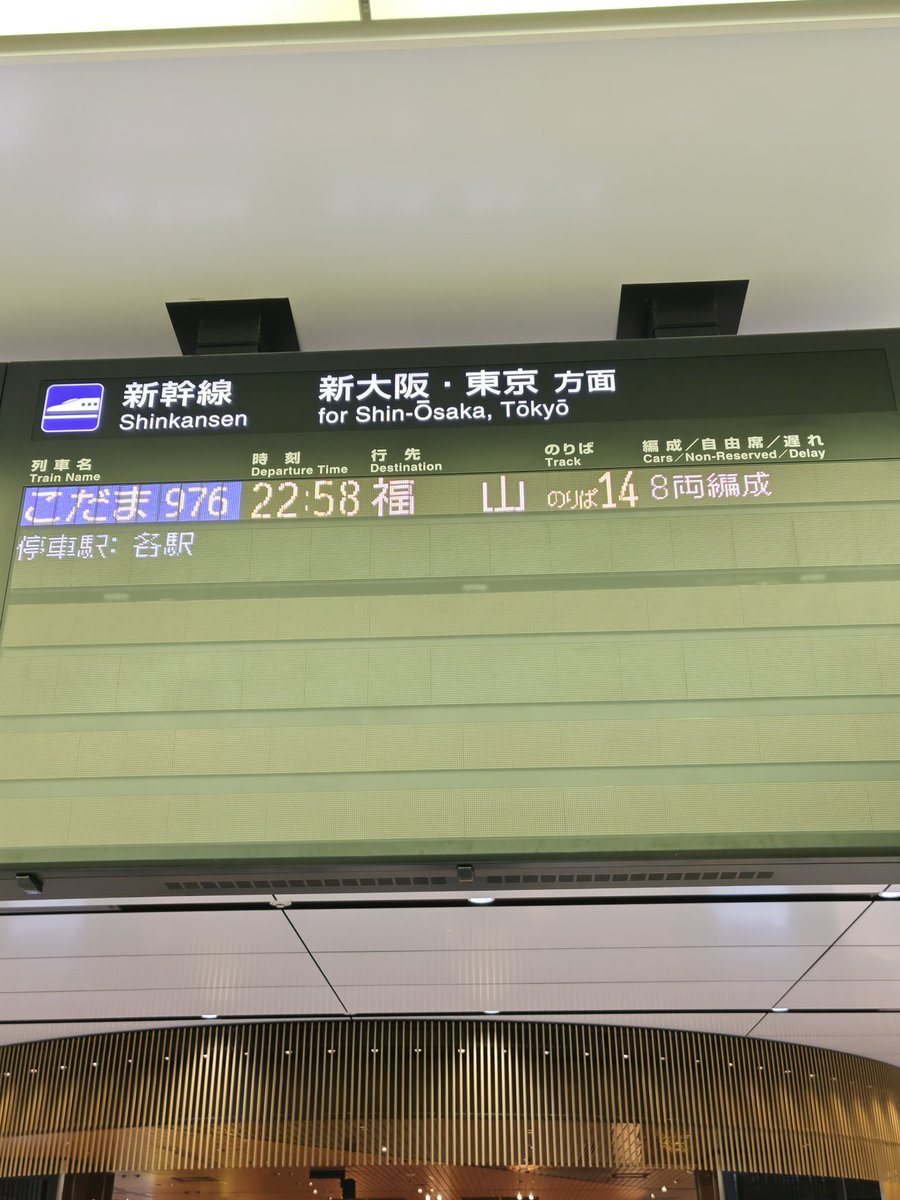 新幹線 新大阪・東京 方面
Shinkansen for Shin-Ōsaka, Tōkyō
列車名 時刻 行先 のりば 編成／自由席／遅れ
Train Name Departure Time Destination Track Cars／Non-Reserved／Delay
こだま 976 22:58 福山 のりば 14 8両編成
停車駅: 各駅